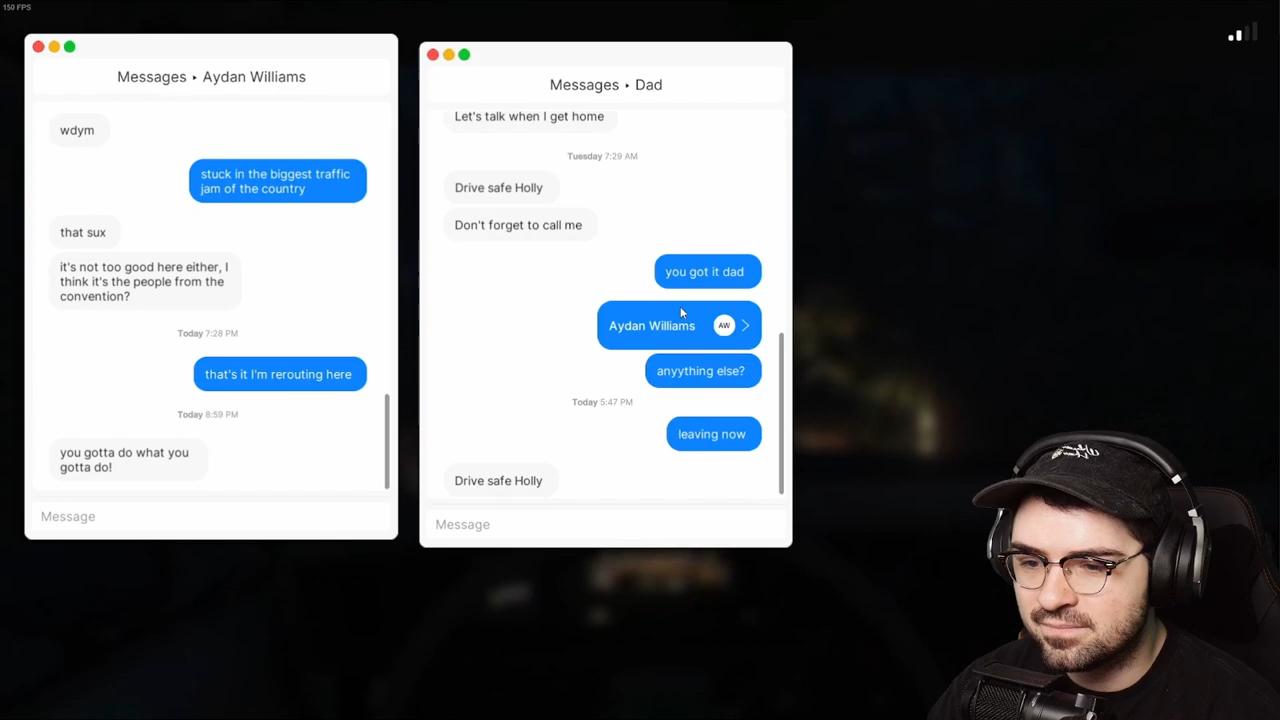 150 FPS
Messages ‣ Aydan Williams
wdym
stuck in the biggest traffic
jam of the country
that sux
it's not too good here either, I
think it's the people from the
convention?
Today 7:28 PM
that's it I'm rerouting here
Today 8:59 PM
you gotta do what you
gotta do!
Message
Messages ‣ Dad
Let's talk when I get home
Tuesday 7:29 AM
Drive safe Holly
Don't forget to call me
you got it dad
Aydan Williams AW
anyything else?
Today 5:47 PM
leaving now
Drive safe Holly
Message